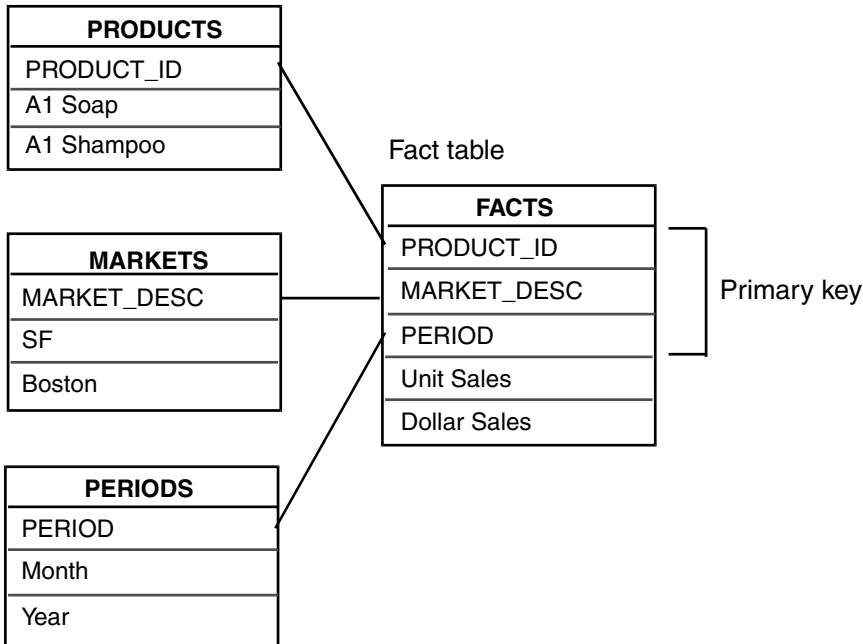 PRODUCTS
PRODUCT_ID
A1 Soap
A1 Shampoo
MARKETS
MARKET_DESC
SF
Boston
PERIODS
PERIOD
Month
Year
Fact table
FACTS
PRODUCT_ID
MARKET_DESC
PERIOD
Unit Sales
Dollar Sales
Primary key